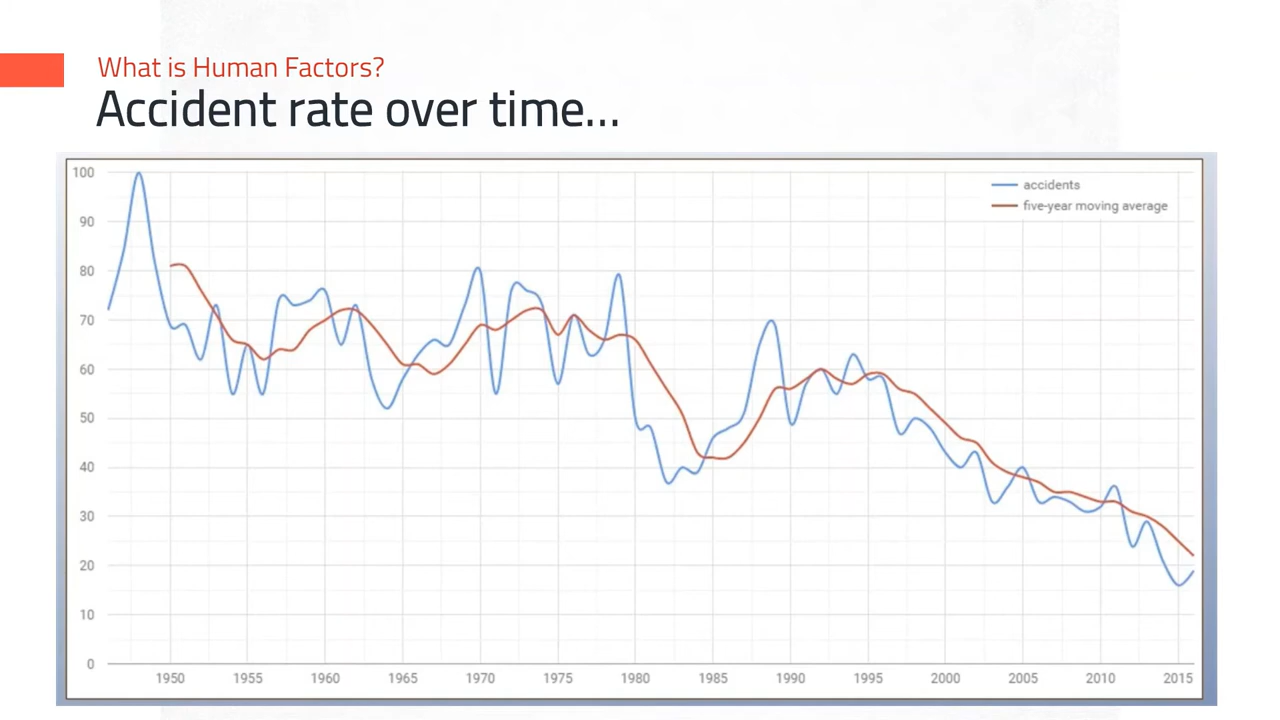 What is Human Factors?
Accident rate over time...
100
accidents
90
five-year moving average
80
70
60
50
40
30
20
10
0
1950 1955 1960 1965 1970 1975 1980 1985 1990 1995 2000 2005 2010 2015